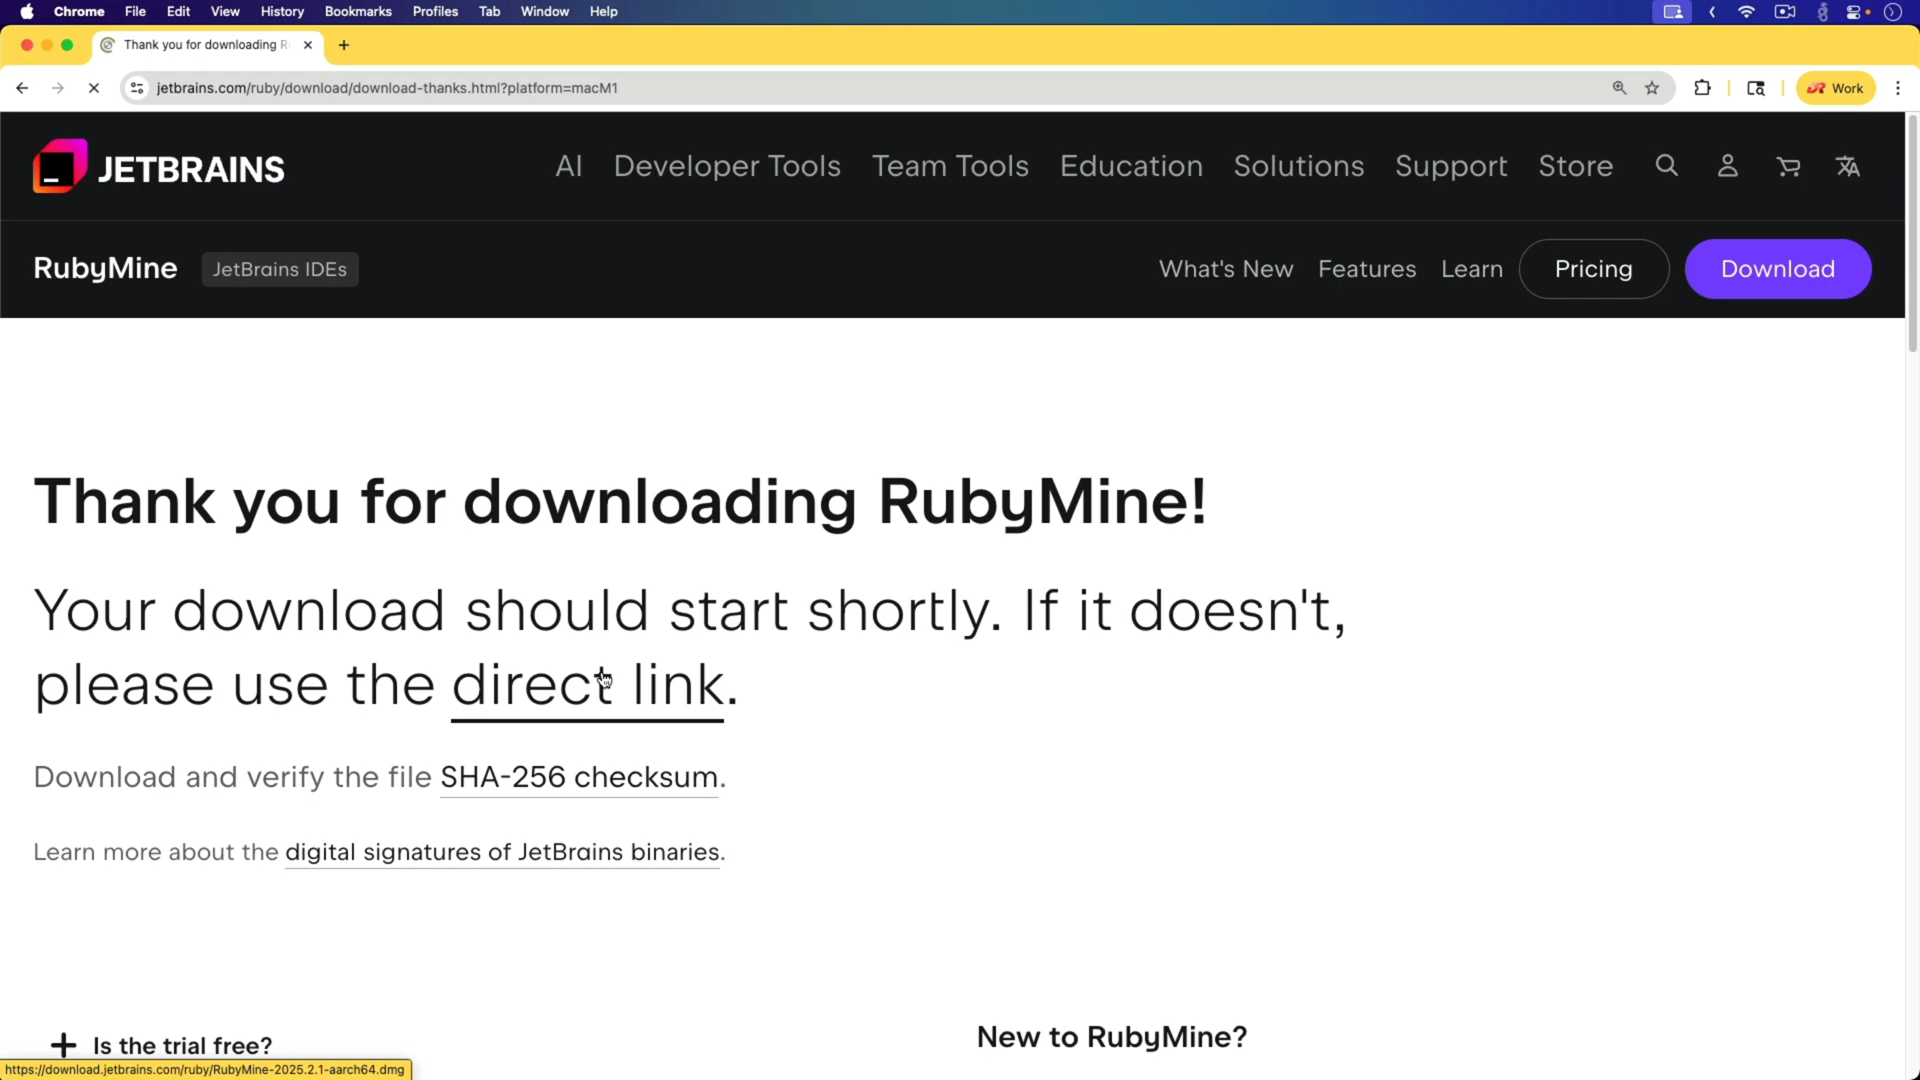 Chrome File Edit View History Bookmarks Profiles Tab Window Help
Thank you for downloading R
jetbrains.com/ruby/download/download-thanks.html?platform=macM1
Work
JETBRAINS
AI Developer Tools Team Tools Education Solutions Support Store
RubyMine JetBrains IDEs What's New Features Learn Pricing Download
Thank you for downloading RubyMine!
Your download should start shortly. If it doesn't,
please use the direct link.
Download and verify the file SHA-256 checksum.
Learn more about the digital signatures of JetBrains binaries.
Is the trial free?
New to RubyMine?
https://download.jetbrains.com/ruby/RubyMine-2025.2.1-aarch64.dmg